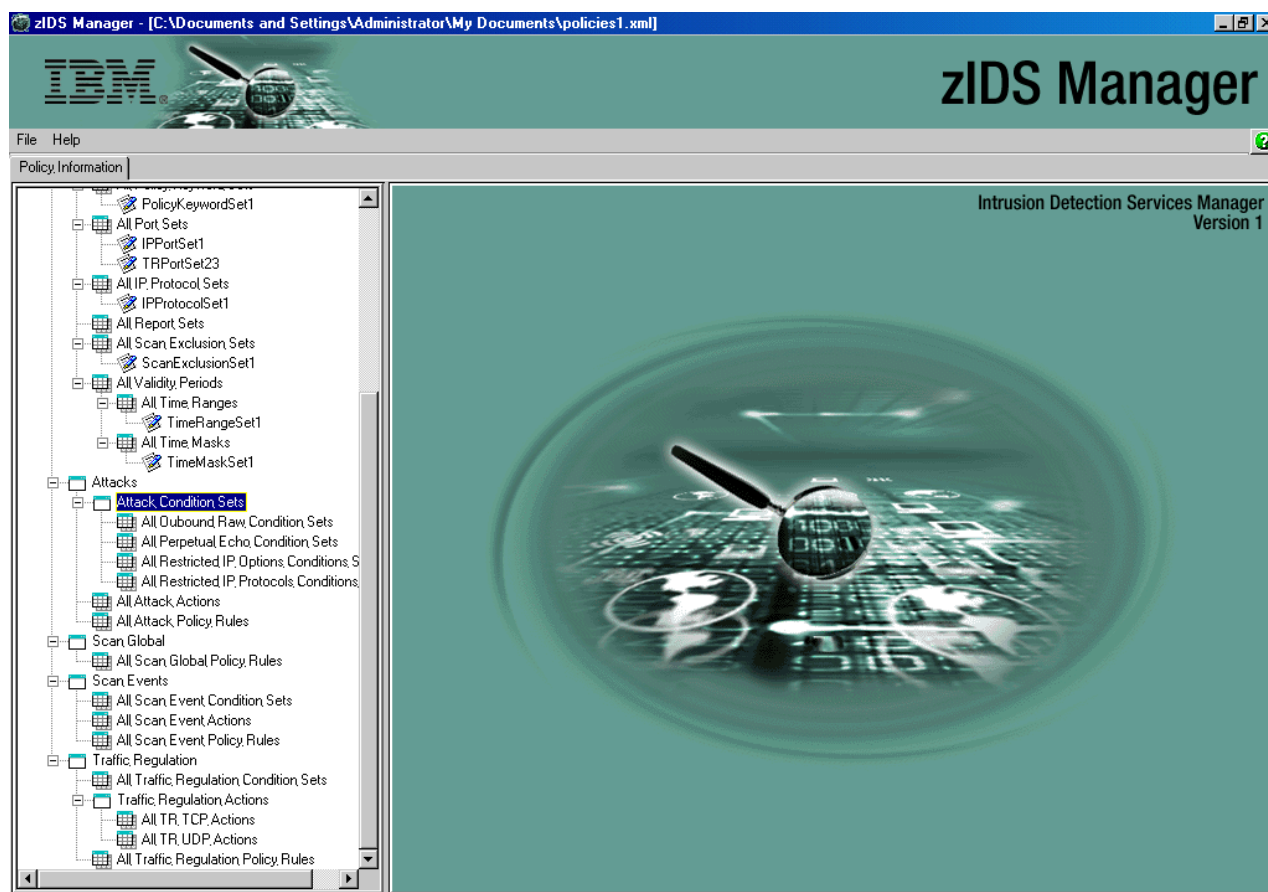 zIDS Manager - [C:\Documents and Settings\Administrator\My Documents\policies1.xml]
IBM®
zIDS Manager
File Help
Policy Information
All Policy Keyword Sets
PolicyKeywordSet1
All Port Sets
IPPortSet1
TRPortSet23
All IP Protocol Sets
IPProtocolSet1
All Report Sets
All Scan Exclusion Sets
ScanExclusionSet1
All Validity Periods
All Time Ranges
TimeRangeSet1
All Time Masks
TimeMaskSet1
Attacks
Attack Condition Sets
All Oubound Raw Condition Sets
All Perpetual Echo Condition Sets
All Restricted IP Options Conditions S
All Restricted IP Protocols Conditions
All Attack Actions
All Attack Policy Rules
Scan Global
All Scan Global Policy Rules
Scan Events
All Scan Event Condition Sets
All Scan Event Actions
All Scan Event Policy Rules
Traffic Regulation
All Traffic Regulation Condition Sets
Traffic Regulation Actions
All TR TCP Actions
All TR UDP Actions
All Traffic Regulation Policy Rules
Intrusion Detection Services Manager
Version 1